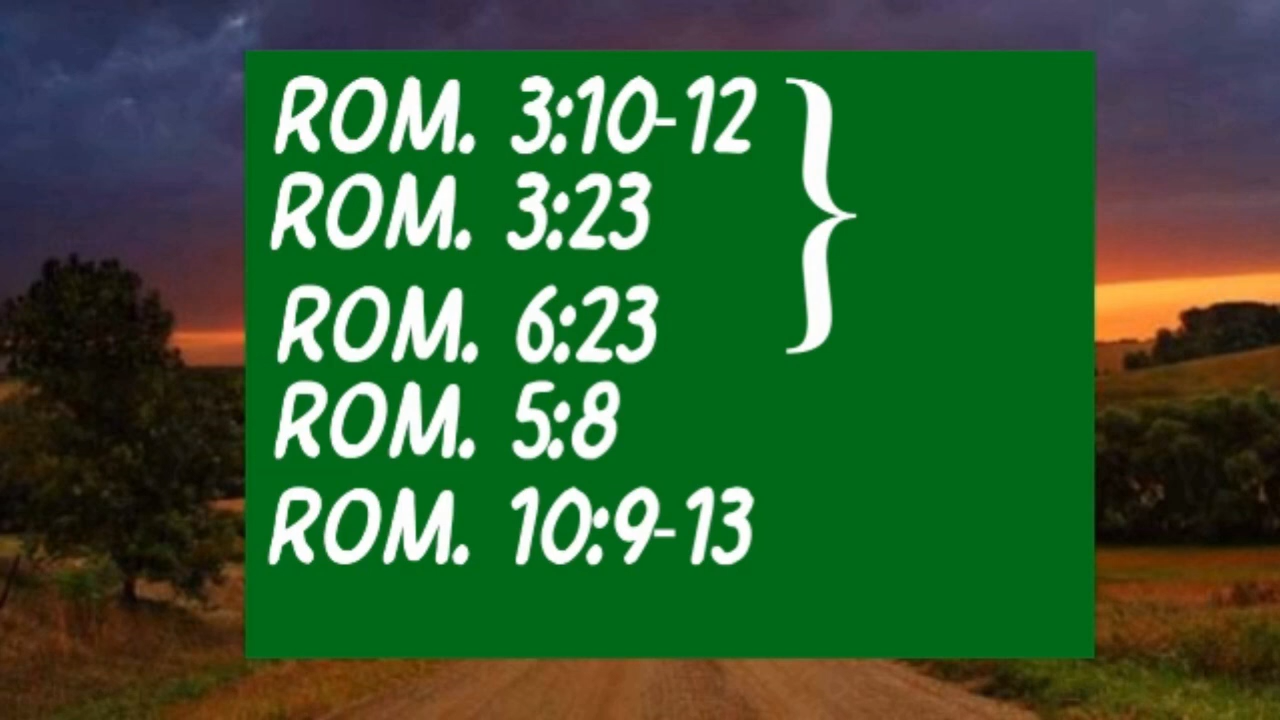 ROM. 3:10-12 }
ROM. 3:23
ROM. 6:23
ROM. 5:8
ROM. 10:9-13